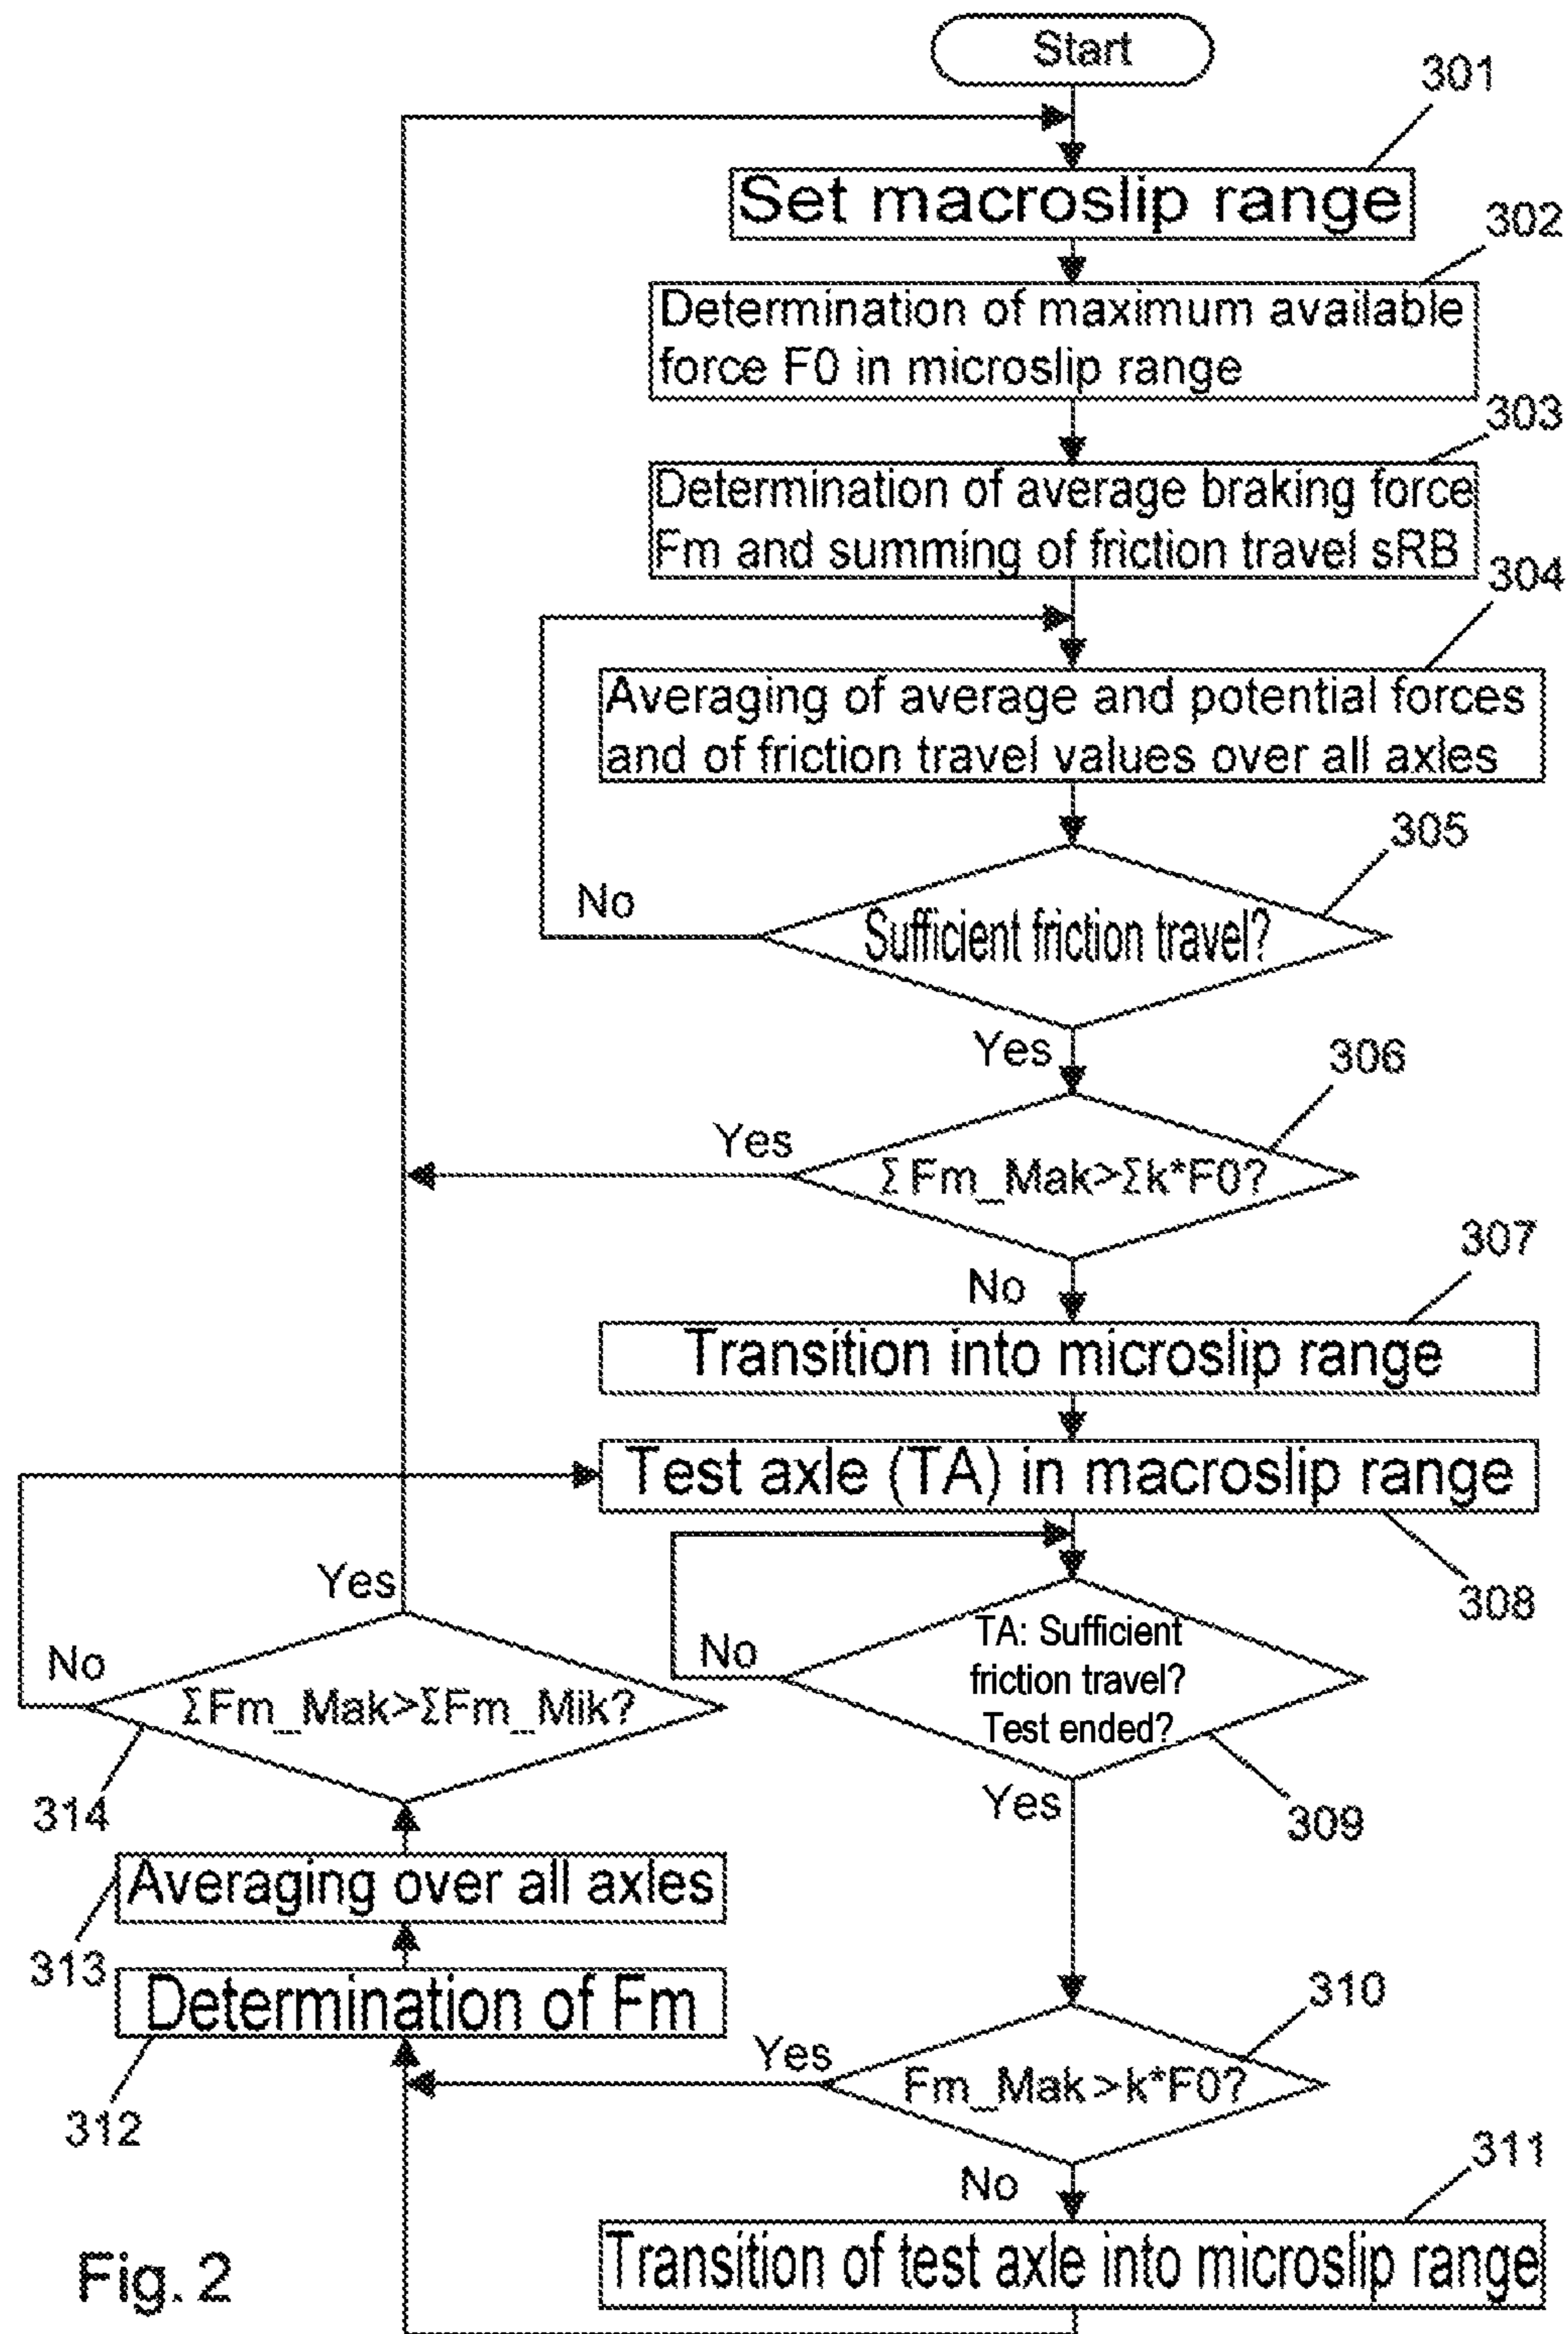 Start
301
Set macroslip range
302
Determination of maximum available
force F0 in microslip range
303
Determination of average braking force
Fm and summing of friction travel sRB
304
Averaging of average and potential forces
and of friction travel values over all axles
305
No
Sufficient friction travel?
Yes
306
Yes
ΣFm_Mak>Σk*F0?
No
307
Transition into microslip range
Test axle (TA) in macroslip range
308
Yes
No
No
TA: Sufficient
friction travel?
Test ended?
ΣFm_Mak>ΣFm_Mik?
314
Yes
309
Averaging over all axles
313
Determination of Fm
312
310
Yes
Fm_Mak>k*F0?
No
311
Transition of test axle into microslip range
Fig. 2